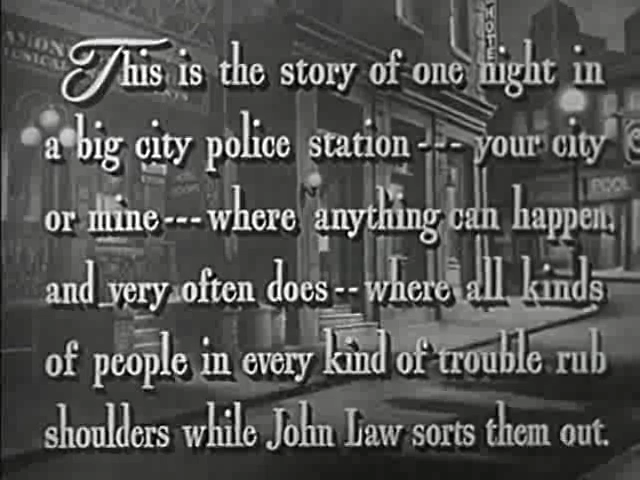 This is the story of one night in
a big city police station --- your city
or mine --- where anything can happen,
and very often does -- where all kinds
of people in every kind of trouble rub
shoulders while John Law sorts them out.
HOTEL
POOL